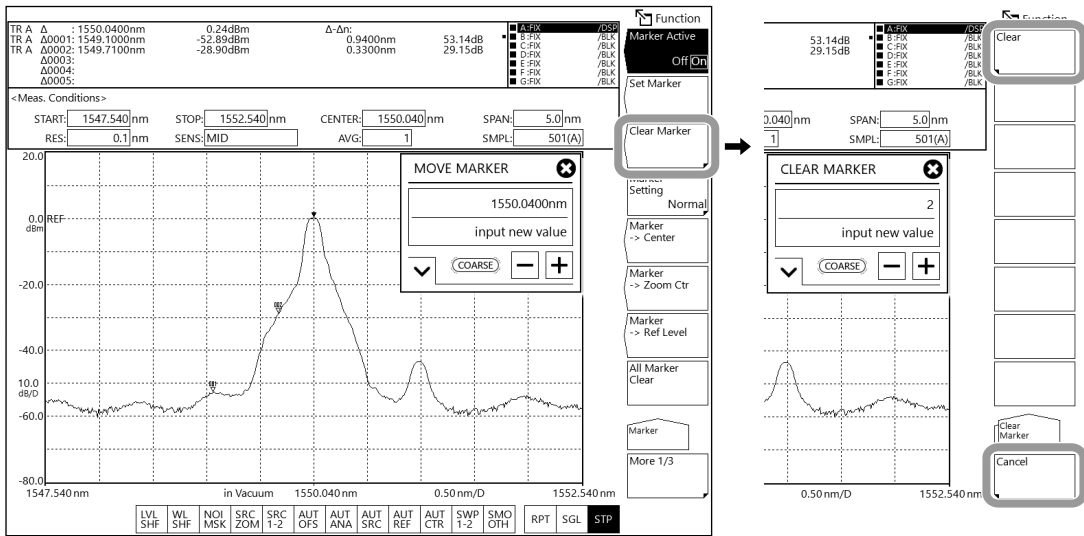 Function
TR A Δ : 1550.0400nm 0.24dBm Δ-Δn:
TR A Δ0001: 1549.1000nm -52.89dBm 0.9400nm 53.14dB
TR A Δ0002: 1549.7100nm -28.90dBm 0.3300nm 29.15dB
Δ0003:
Δ0004:
Δ0005:
A:FIX /DSP
B:FIX /BLK
C:FIX /BLK
D:FIX /BLK
E:FIX /BLK
F:FIX /BLK
G:FIX /BLK
<Meas. Conditions>
START: 1547.540 nm STOP: 1552.540 nm CENTER: 1550.040 nm SPAN: 5.0 nm
RES: 0.1 nm SENS: MID AVG: 1 SMPL: 501(A)
20.0
0.0 REF
dBm
-20.0
-40.0
10.0
dB/D
-60.0
-80.0
002
001
MOVE MARKER
1550.0400nm
input new value
COARSE
1547.540 nm in Vacuum 1550.040 nm 0.50 nm/D 1552.540 nm
LVL SHF
WL SHF
NOI MSK
SRC ZOM
SRC 1-2
AUT OFS
AUT ANA
AUT SRC
AUT REF
AUT CTR
SWP 1-2
SMO OTH
RPT
SGL
STP
Marker Active
Off On
Set Marker
Clear Marker
Marker
Setting
Normal
Marker
-> Center
Marker
-> Zoom Ctr
Marker
-> Ref Level
All Marker
Clear
Marker
More 1/3
Function
53.14dB
29.15dB
A:FIX /DSP
B:FIX /BLK
C:FIX /BLK
D:FIX /BLK
E:FIX /BLK
F:FIX /BLK
G:FIX /BLK
0.040 nm SPAN: 5.0 nm
1 SMPL: 501(A)
CLEAR MARKER
2
input new value
COARSE
0.50 nm/D 1552.540 nm
Clear
Clear
Marker
Cancel